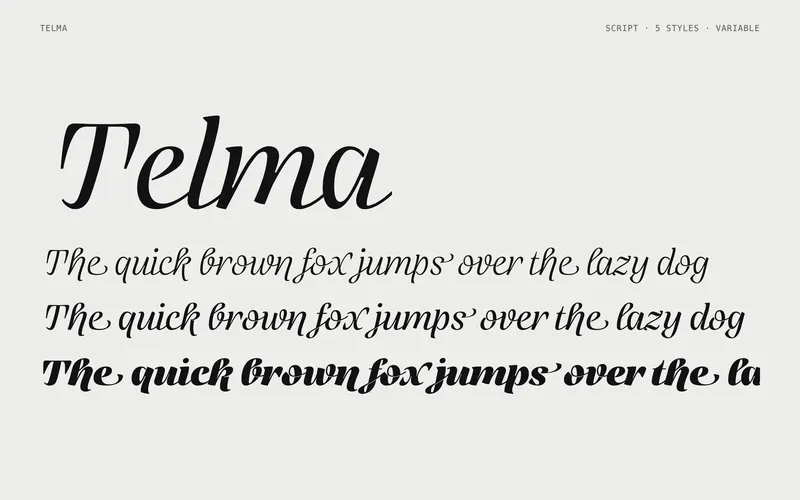 TELMA
SCRIPT · 5 STYLES · VARIABLE
Telma
The quick brown fox jumps over the lazy dog
The quick brown fox jumps over the lazy dog
The quick brown fox jumps over the la